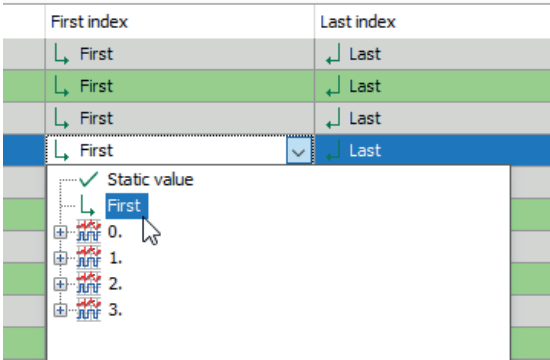 First index Last index
First Last
First Last
First Last
First Last
Static value
First
0.
1.
2.
3.